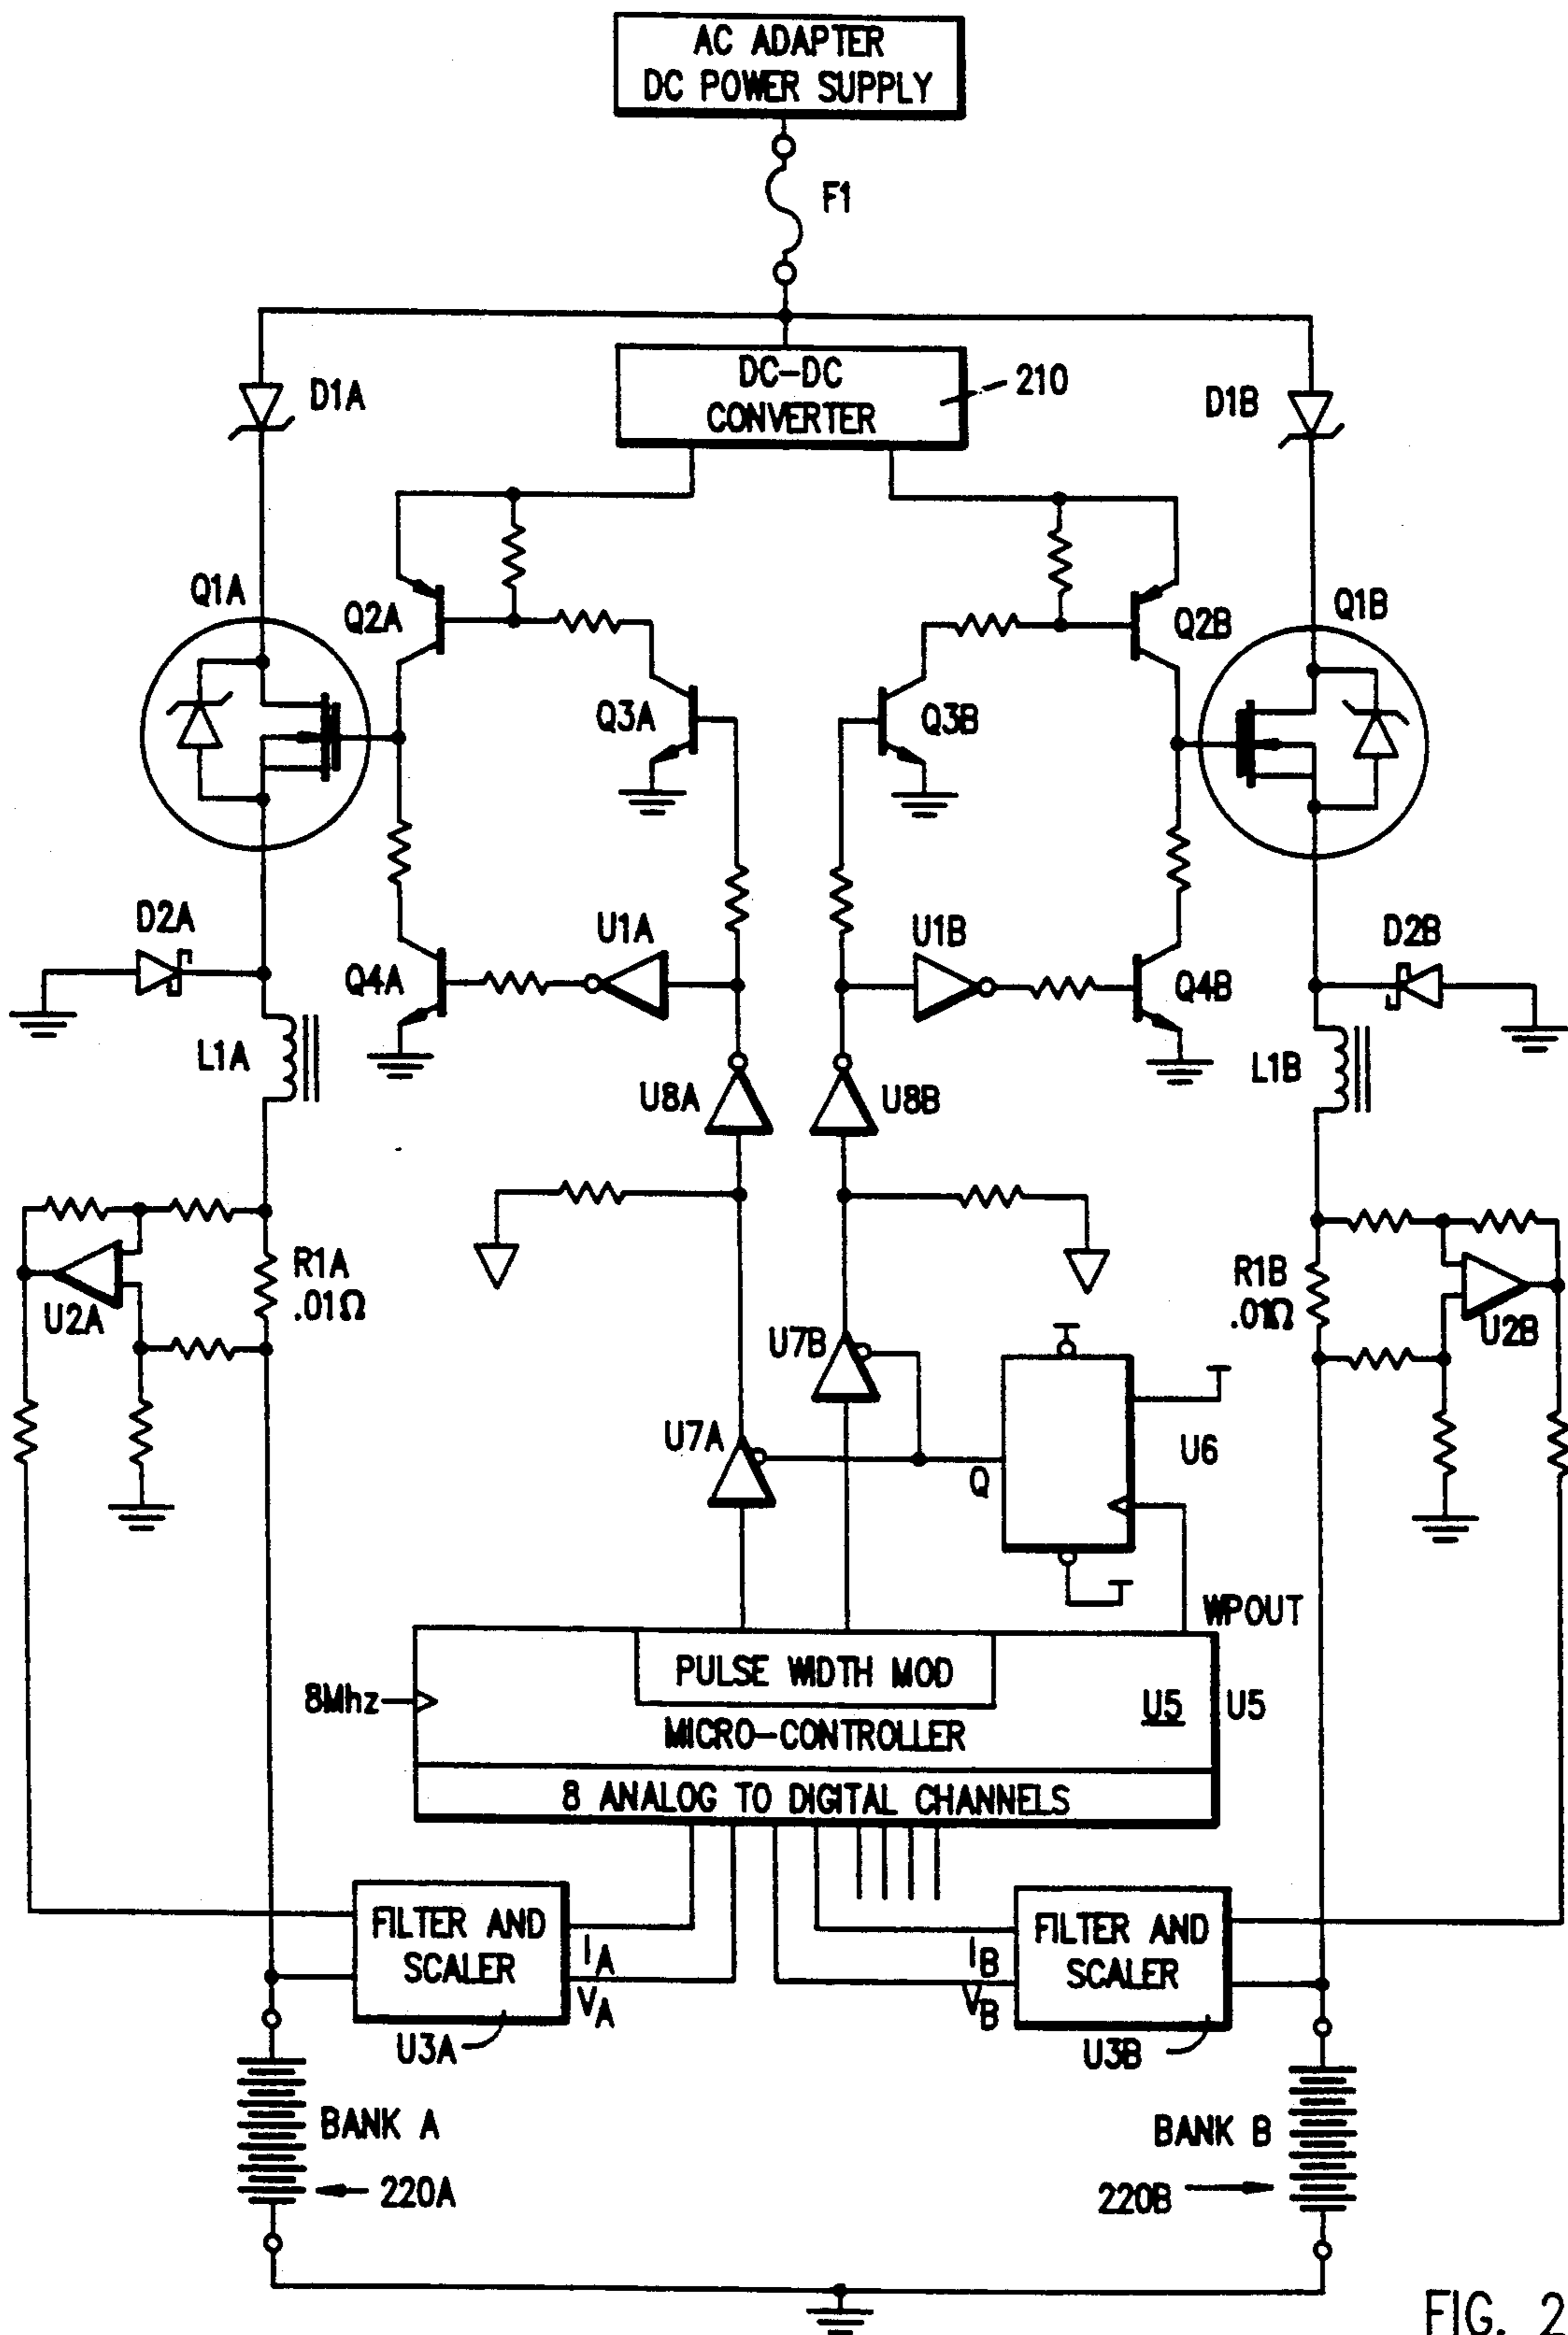 AC ADAPTER
DC POWER SUPPLY
F1
DC-DC
CONVERTER
210
D1A
D1B
Q1A
Q2A
Q2B
Q1B
Q3A
Q3B
D2A
U1A
U1B
D2B
Q4A
Q4B
L1A
L1B
U8A
U8B
R1A
.01Ω
U2A
R1B
.01Ω
U2B
U7B
U7A
Q
U6
WPOUT
8Mhz
PULSE WIDTH MOD
U5
U5
MICRO-CONTROLLER
8 ANALOG TO DIGITAL CHANNELS
FILTER AND
SCALER
IA
VA
IB
VB
FILTER AND
SCALER
U3A
U3B
BANK A
BANK B
220A
220B
FIG. 2